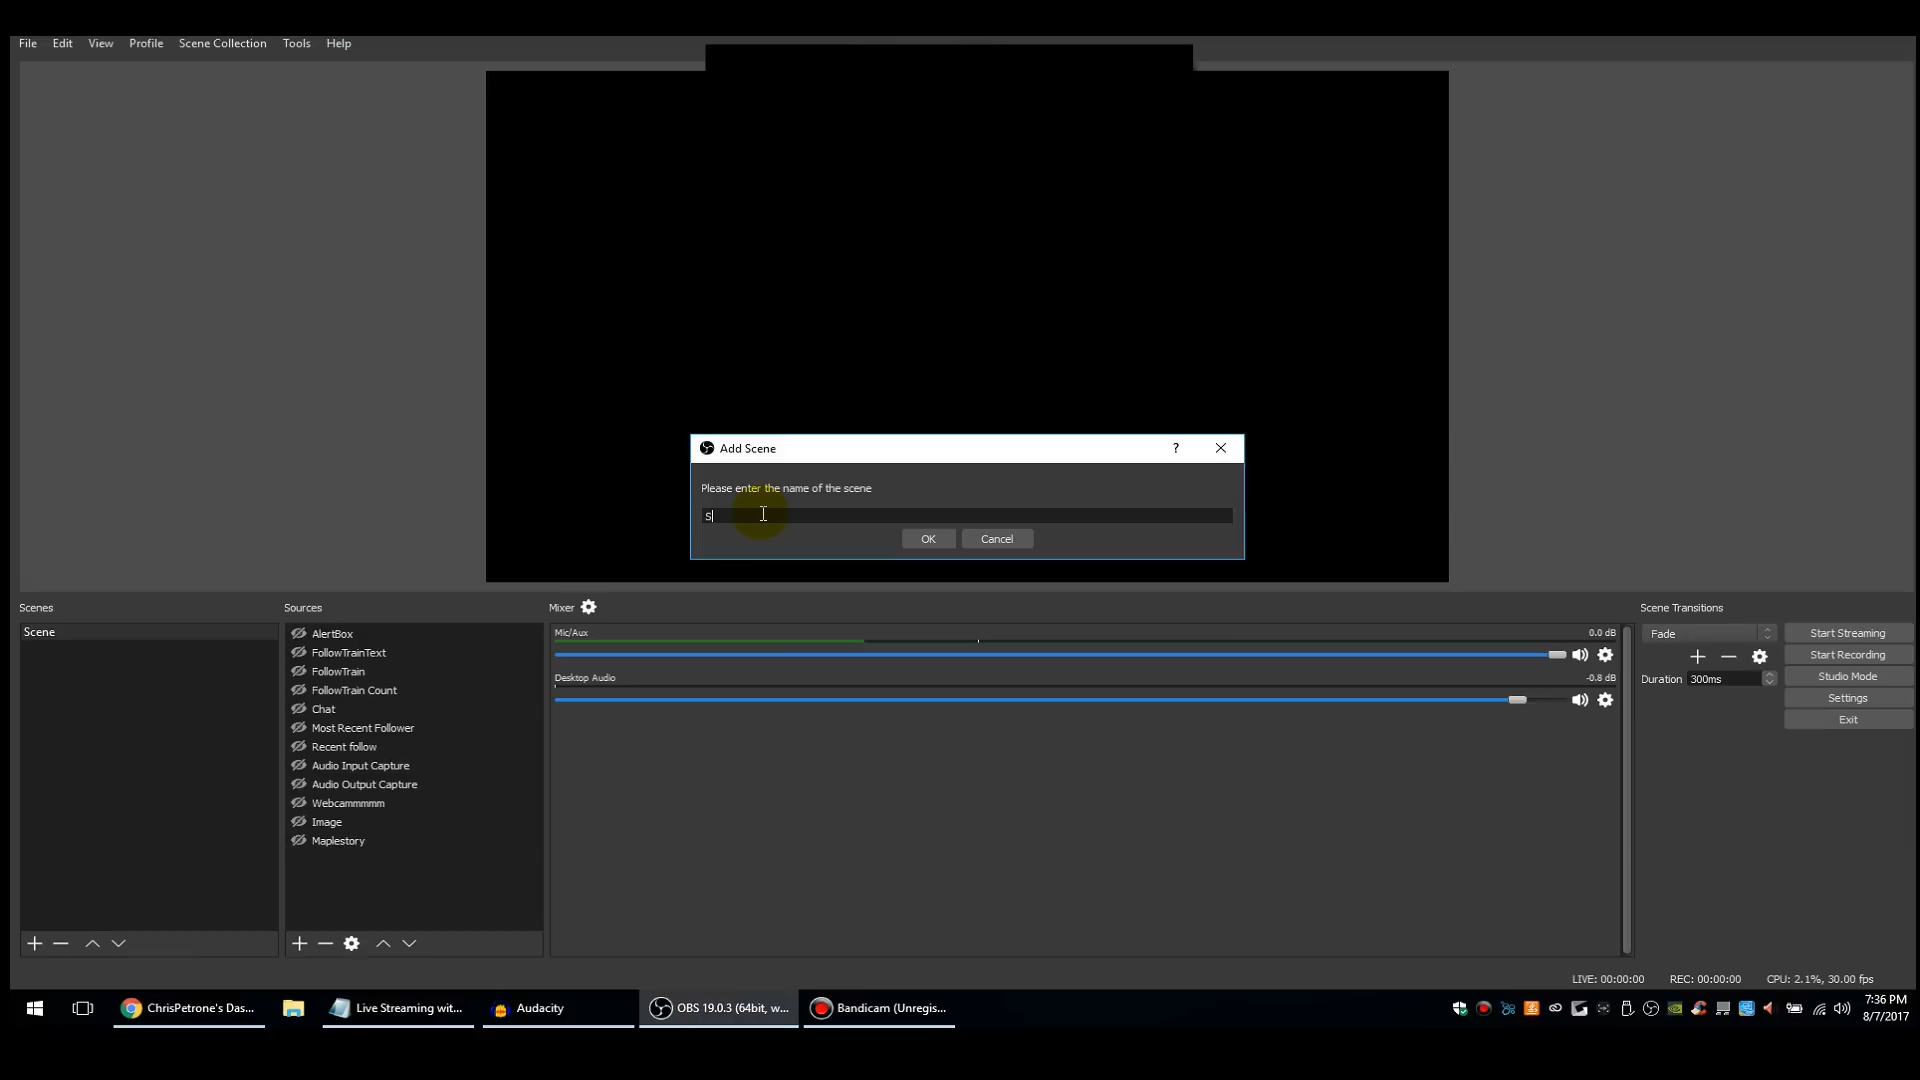 File Edit View Profile Scene Collection Tools Help
Add Scene
?
Please enter the name of the scene
s
OK Cancel
Scenes
Scene
Sources
AlertBox
FollowTrainText
FollowTrain
FollowTrain Count
Chat
Most Recent Follower
Recent follow
Audio Input Capture
Audio Output Capture
Webcammmmm
Image
Maplestory
Mixer
Mic/Aux 0.0 dB
Desktop Audio -0.8 dB
Scene Transitions
Fade
Duration 300ms
Start Streaming
Start Recording
Studio Mode
Settings
Exit
LIVE: 00:00:00 REC: 00:00:00 CPU: 2.1%, 30.00 fps
ChrisPetrone's Das... Live Streaming wit... Audacity OBS 19.0.3 (64bit, w... Bandicam (Unregis...
7:36 PM
8/7/2017